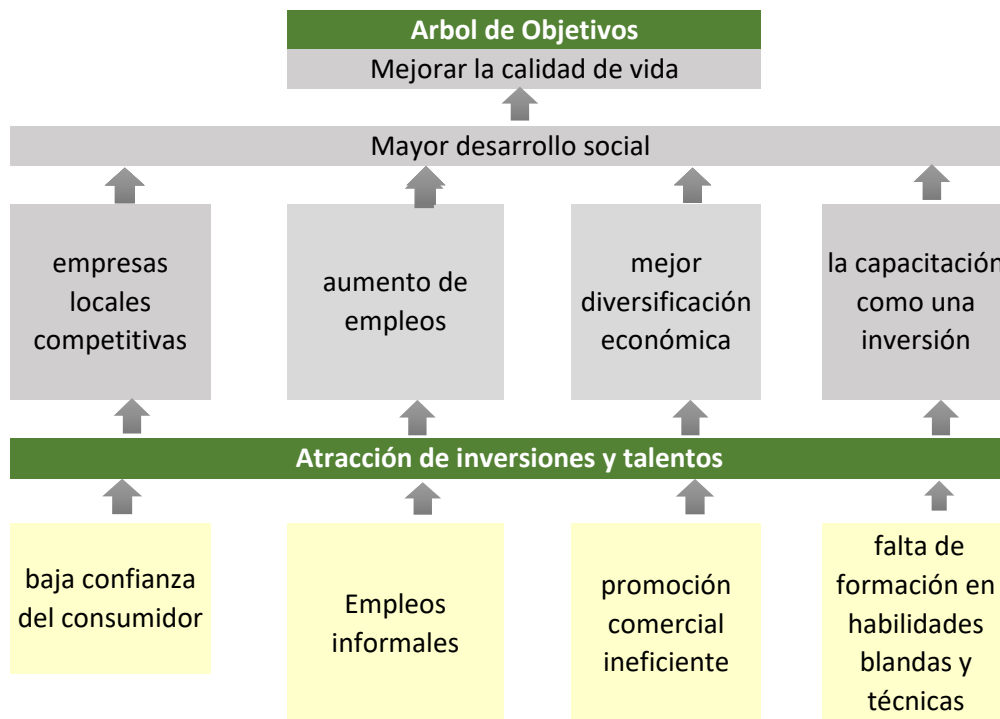 Arbol de Objetivos
Mejorar la calidad de vida
Mayor desarrollo social
empresas
locales
competitivas
aumento de
empleos
mejor
diversificación
económica
la capacitación
como una
inversión
Atracción de inversiones y talentos
baja confianza
del consumidor
Empleos
informales
promoción
comercial
ineficiente
falta de
formación en
habilidades
blandas y
técnicas